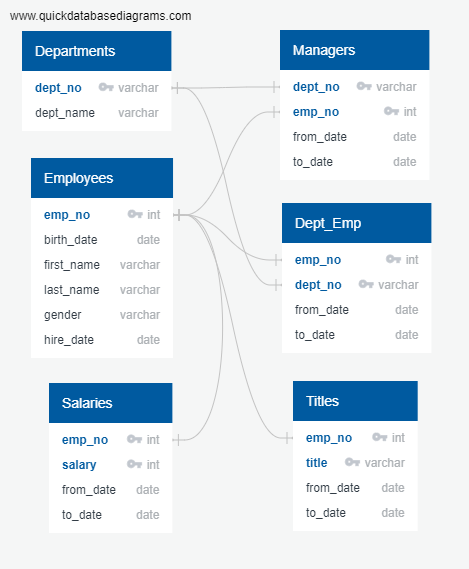 www.quickdatabasediagrams.com
Departments
dept_no varchar
dept_name varchar
Managers
dept_no varchar
emp_no int
from_date date
to_date date
Employees
emp_no int
birth_date date
first_name varchar
last_name varchar
gender varchar
hire_date date
Dept_Emp
emp_no int
dept_no varchar
from_date date
to_date date
Salaries
emp_no int
salary int
from_date date
to_date date
Titles
emp_no int
title varchar
from_date date
to_date date